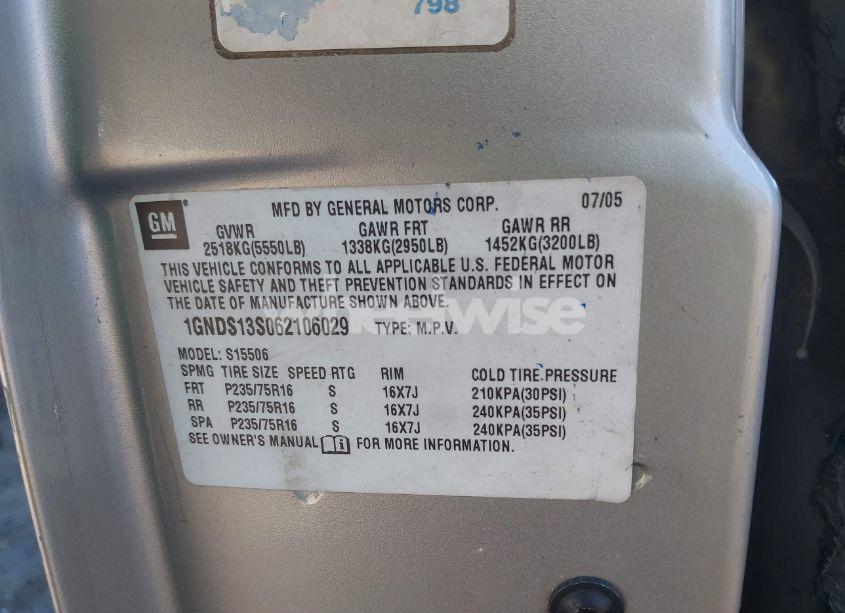 798
GM
MFD BY GENERAL MOTORS CORP. 07/05
GVWR GAWR FRT GAWR RR
2518KG(5550LB) 1338KG(2950LB) 1452KG(3200LB)
THIS VEHICLE CONFORMS TO ALL APPLICABLE U.S. FEDERAL MOTOR
VEHICLE SAFETY AND THEFT PREVENTION STANDARDS IN EFFECT ON
THE DATE OF MANUFACTURE SHOWN ABOVE.
wheelwise
1GNDS13S062106029 TYPE: M.P.V.
MODEL: S15506
SPMG TIRE SIZE SPEED RTG RIM COLD TIRE PRESSURE
FRT P235/75R16 S 16X7J 210KPA(30PSI)
RR P235/75R16 S 16X7J 240KPA(35PSI)
SPA P235/75R16 S 16X7J 240KPA(35PSI)
SEE OWNER'S MANUAL FOR MORE INFORMATION.